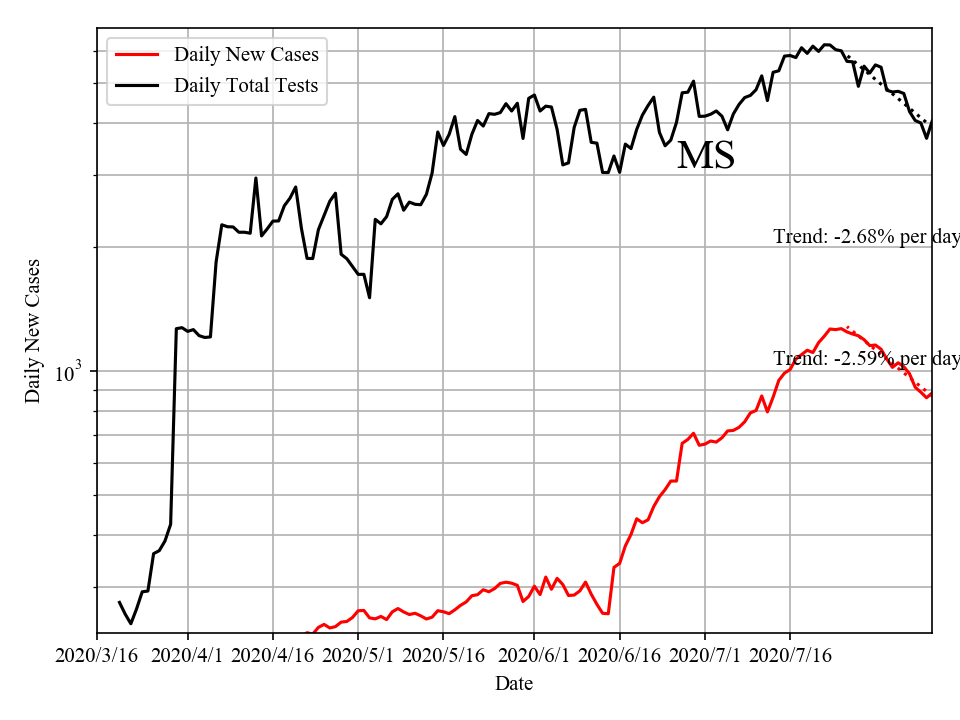 Daily New Cases
Daily Total Tests
MS
Trend: -2.68% per day
Trend: -2.59% per day
Daily New Cases
10³
2020/3/16 2020/4/1 2020/4/16 2020/5/1 2020/5/16 2020/6/1 2020/6/16 2020/7/1 2020/7/16
Date